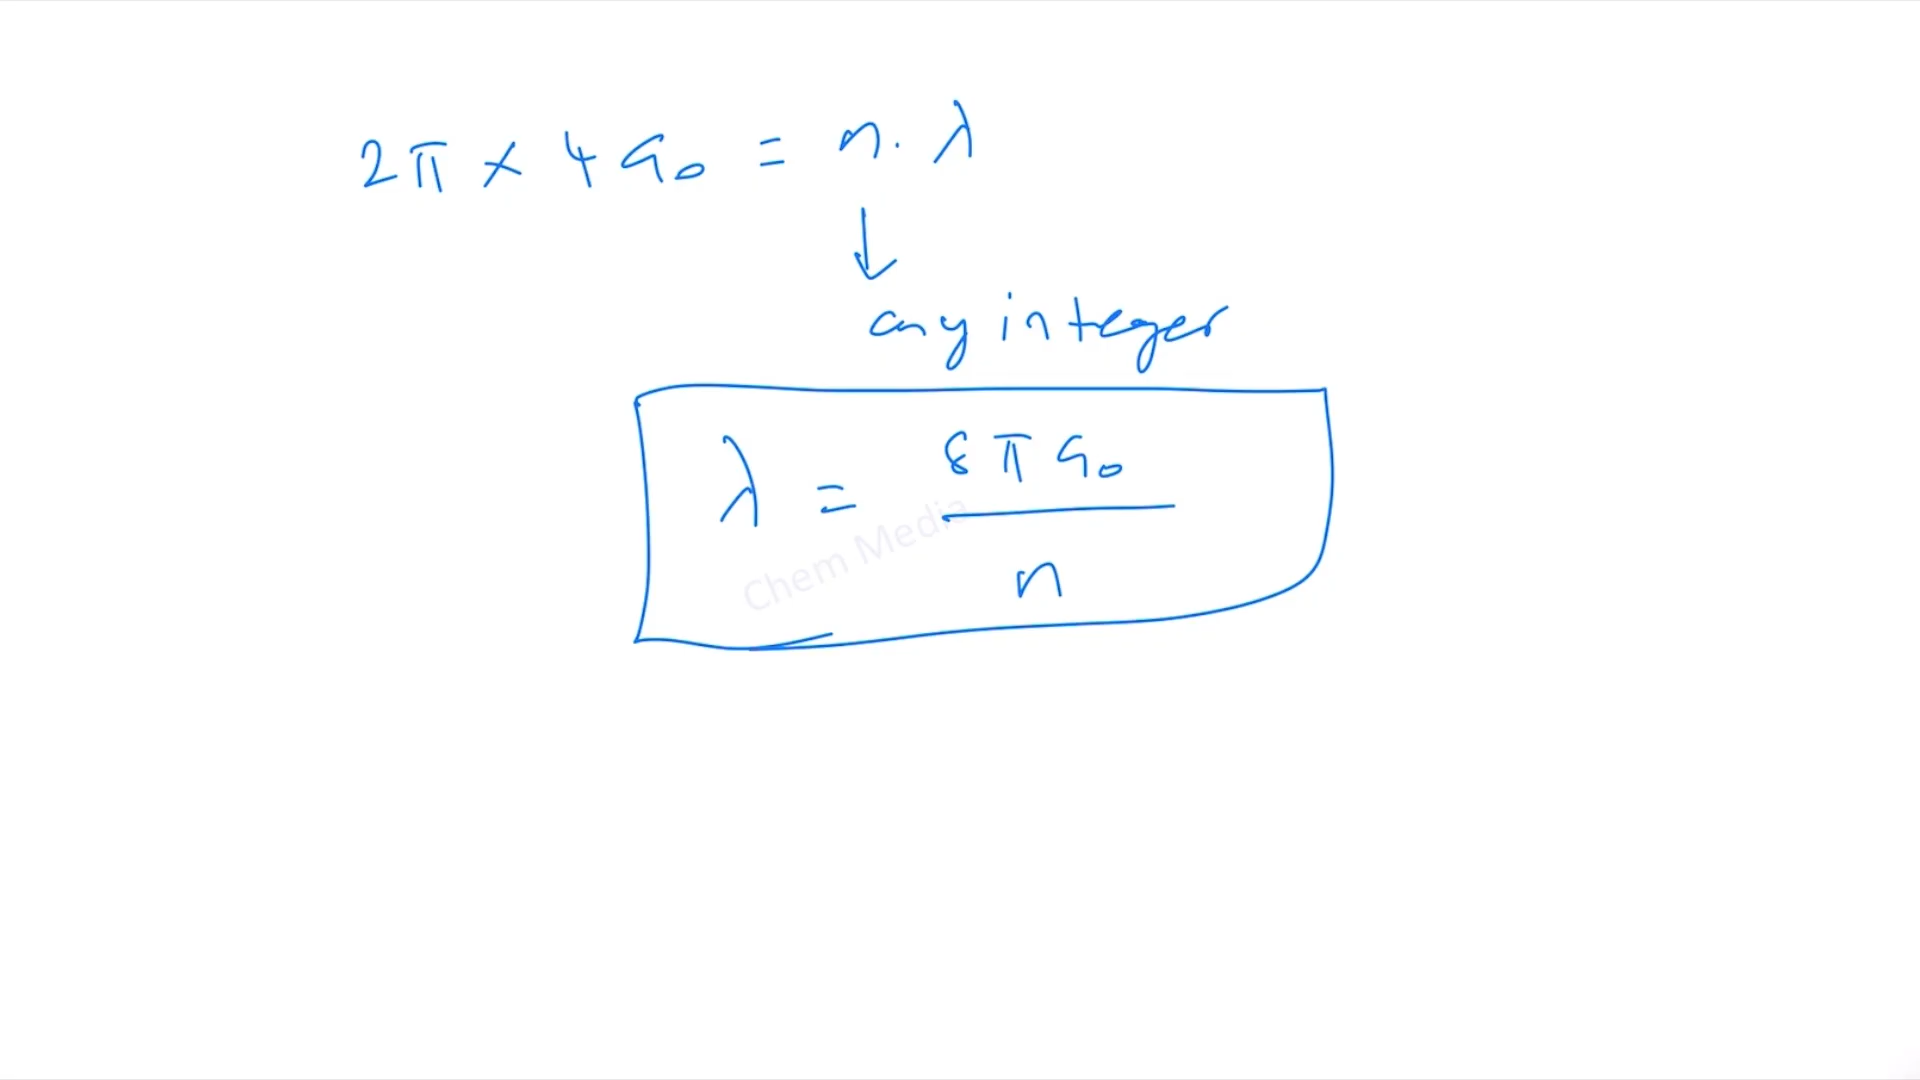 2π × 4a₀ = n. λ
↓
any integer
λ = 8πa₀ / n
Chem Media